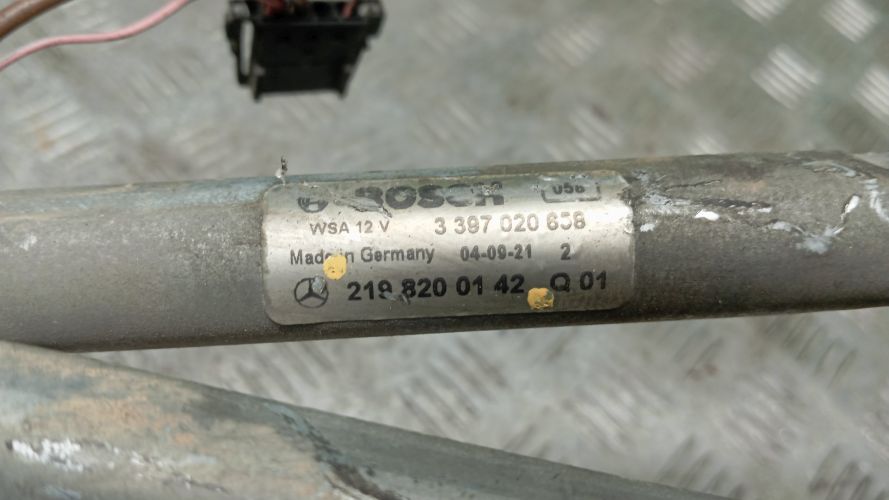 BOSCH 056
WSA 12 V 3 397 020 658
Made in Germany 04-09-21 2
219 820 01 42 Q 01